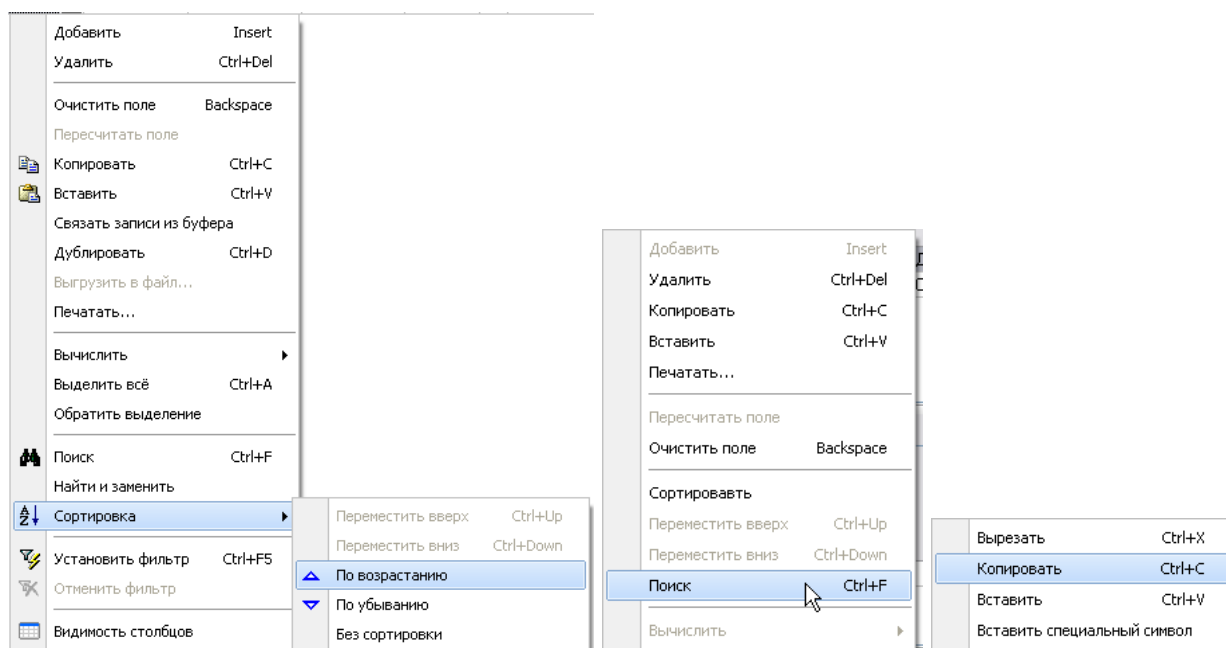 Добавить Insert
Удалить Ctrl+Del
Очистить поле Backspace
Пересчитать поле
Копировать Ctrl+C
Вставить Ctrl+V
Связать записи из буфера
Дублировать Ctrl+D
Выгрузить в файл...
Печатать...
Вычислить
Выделить всё Ctrl+A
Обратить выделение
Поиск Ctrl+F
Найти и заменить
Сортировка
Установить фильтр Ctrl+F5
Отменить фильтр
Видимость столбцов
Переместить вверх Ctrl+Up
Переместить вниз Ctrl+Down
По возрастанию
По убыванию
Без сортировки
Добавить Insert
Удалить Ctrl+Del
Копировать Ctrl+C
Вставить Ctrl+V
Печатать...
Пересчитать поле
Очистить поле Backspace
Сортировавть
Переместить вверх Ctrl+Up
Переместить вниз Ctrl+Down
Поиск Ctrl+F
Вычислить
Вырезать Ctrl+X
Копировать Ctrl+C
Вставить Ctrl+V
Вставить специальный символ